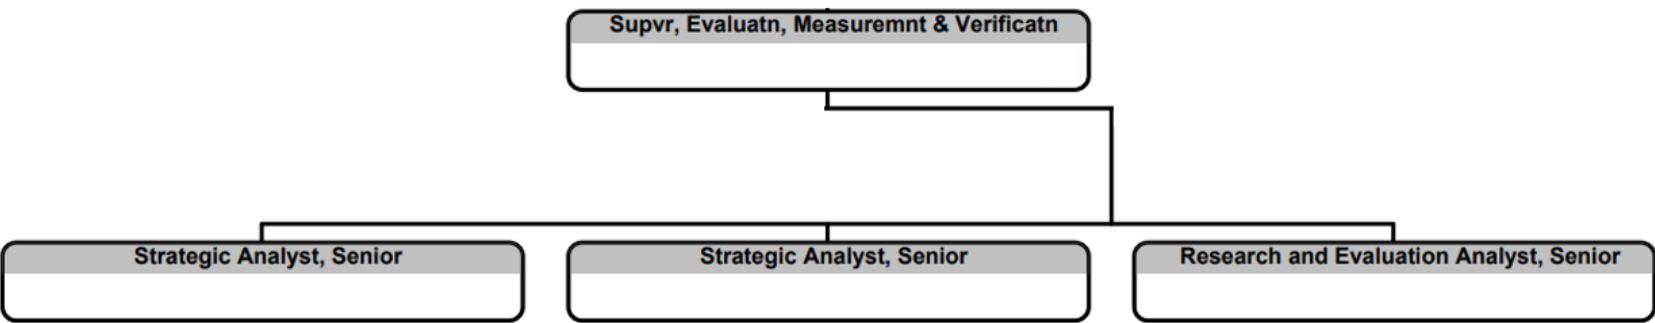 Supvr, Evaluatn, Measuremnt & Verificatn
Strategic Analyst, Senior
Strategic Analyst, Senior
Research and Evaluation Analyst, Senior